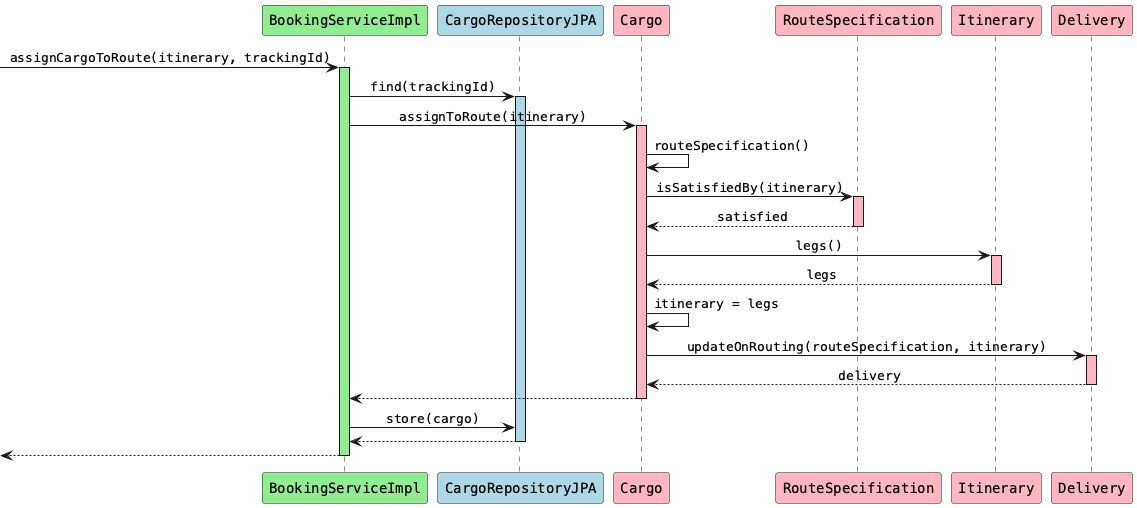 BookingServiceImpl CargoRepositoryJPA Cargo RouteSpecification Itinerary Delivery
assignCargoToRoute(itinerary, trackingId)
find(trackingId)
assignToRoute(itinerary)
routeSpecification()
isSatisfiedBy(itinerary)
satisfied
legs()
legs
itinerary = legs
updateOnRouting(routeSpecification, itinerary)
delivery
store(cargo)
BookingServiceImpl CargoRepositoryJPA Cargo RouteSpecification Itinerary Delivery